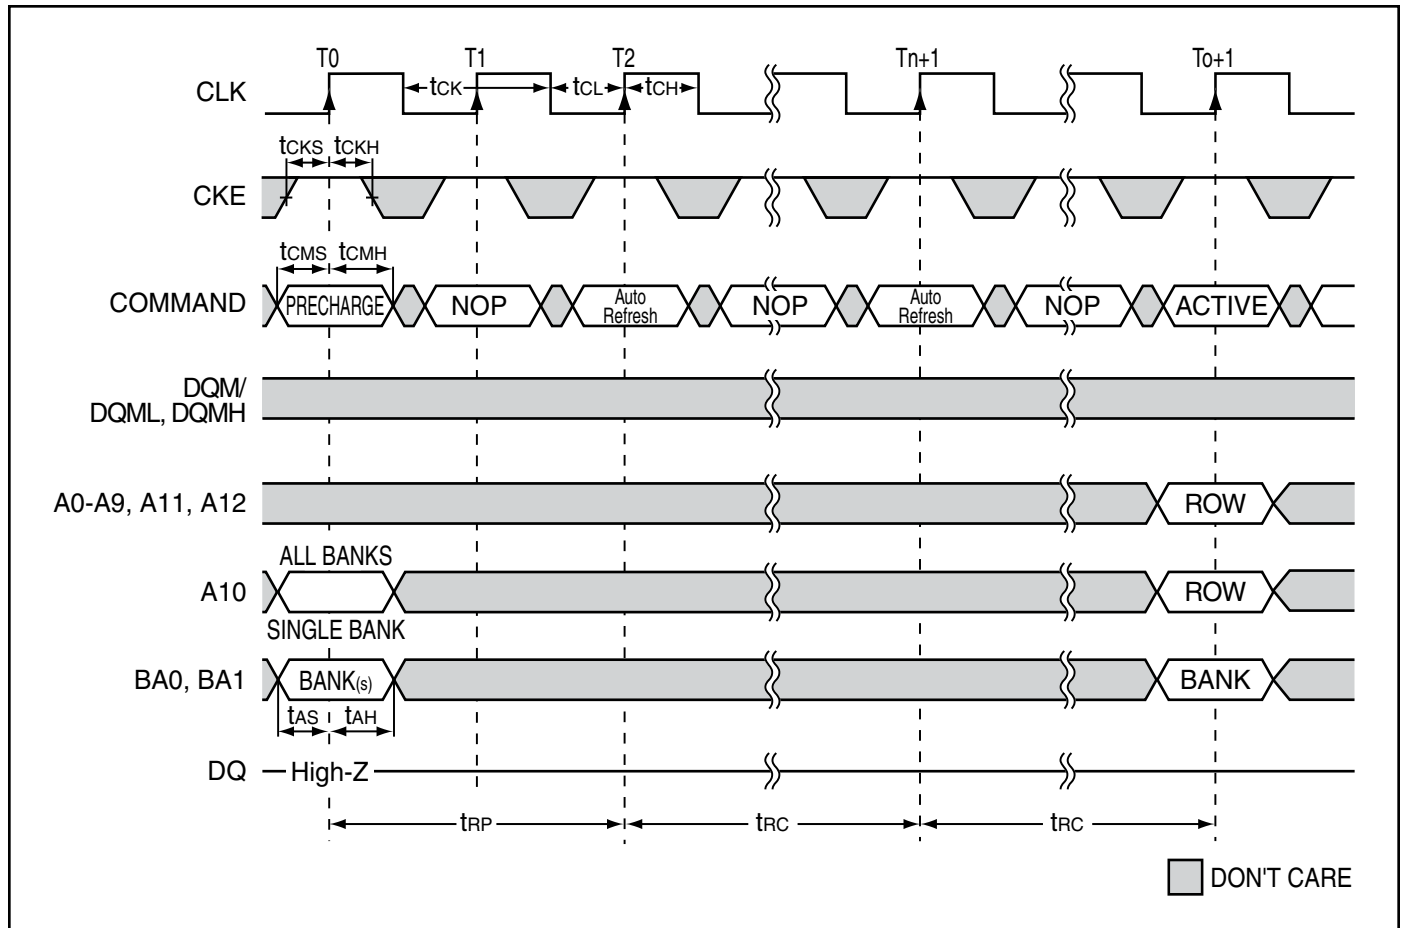 T0 T1 T2 Tn+1 To+1
CLK tCK tCL tCH
tCKS tCKH
CKE
tCMS tCMH
COMMAND PRECHARGE NOP Auto Refresh NOP Auto Refresh NOP ACTIVE
DQM/
DQML, DQMH
A0-A9, A11, A12 ROW
ALL BANKS
A10 ROW
SINGLE BANK
BA0, BA1 BANK(s) BANK
tAS tAH
DQ High-Z
tRP tRC tRC
DON'T CARE